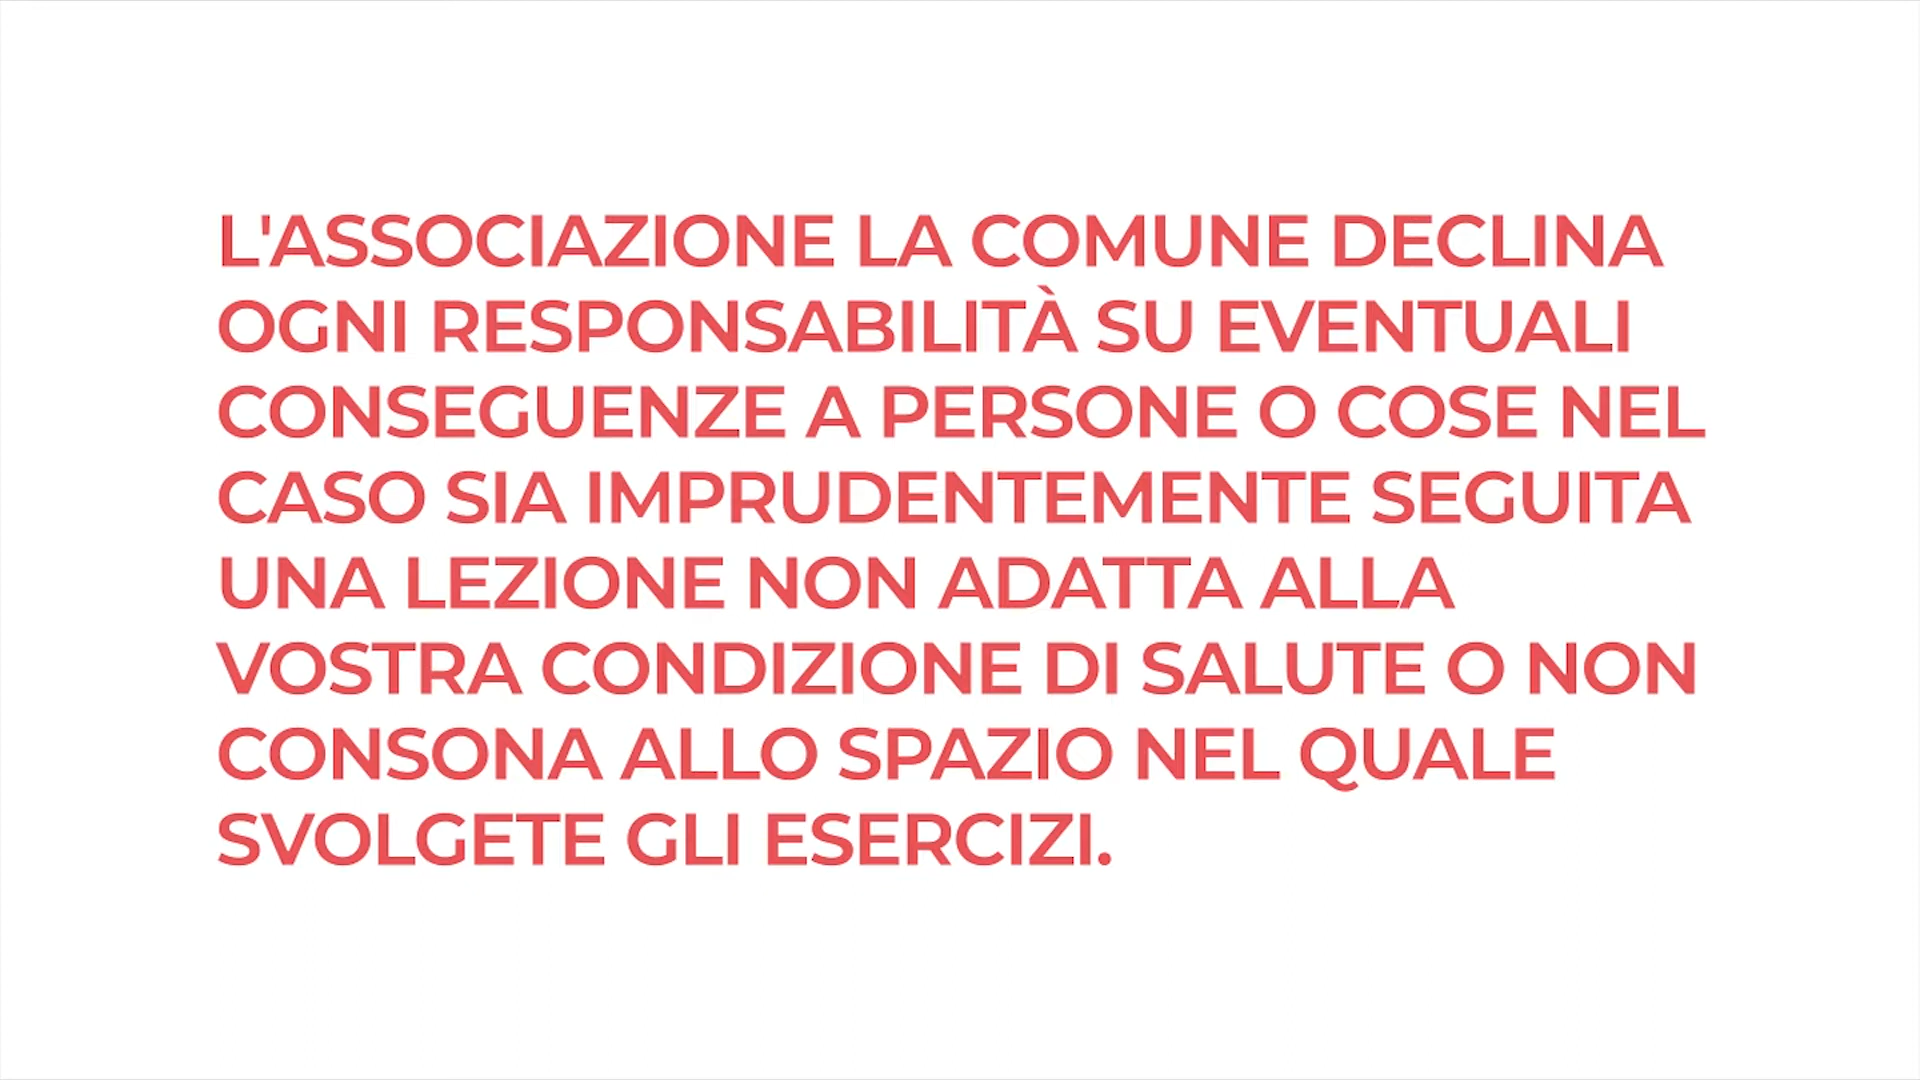 L'ASSOCIAZIONE LA COMUNE DECLINA
OGNI RESPONSABILITÀ SU EVENTUALI
CONSEGUENZE A PERSONE O COSE NEL
CASO SIA IMPRUDENTEMENTE SEGUITA
UNA LEZIONE NON ADATTA ALLA
VOSTRA CONDIZIONE DI SALUTE O NON
CONSONA ALLO SPAZIO NEL QUALE
SVOLGETE GLI ESERCIZI.